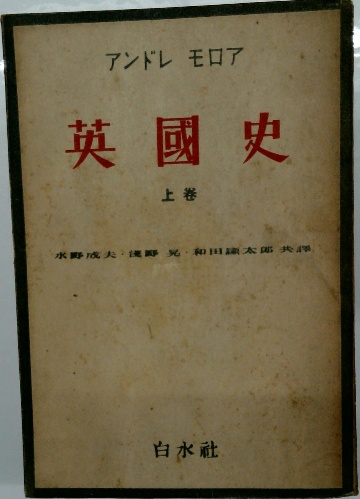 アンドレ モロア
英國史
上巻
水野成夫・淺野晃・和田顯太郎 共譯
白水社